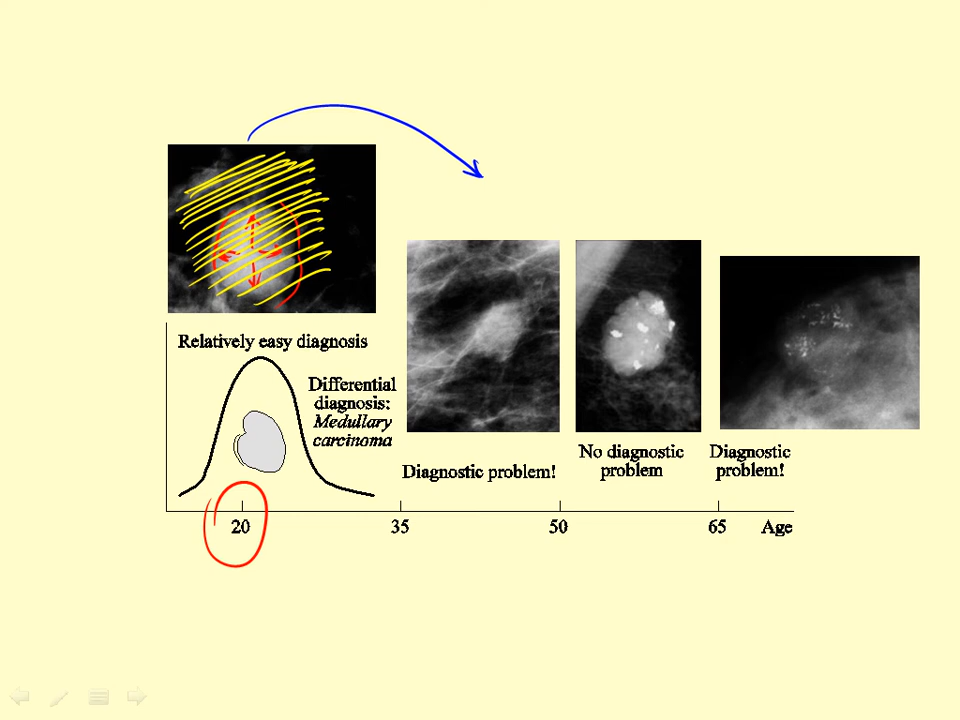 Relatively easy diagnosis
Differential
diagnosis:
Medullary
carcinoma
Diagnostic problem!
No diagnostic
problem
Diagnostic
problem!
20
35
50
65
Age